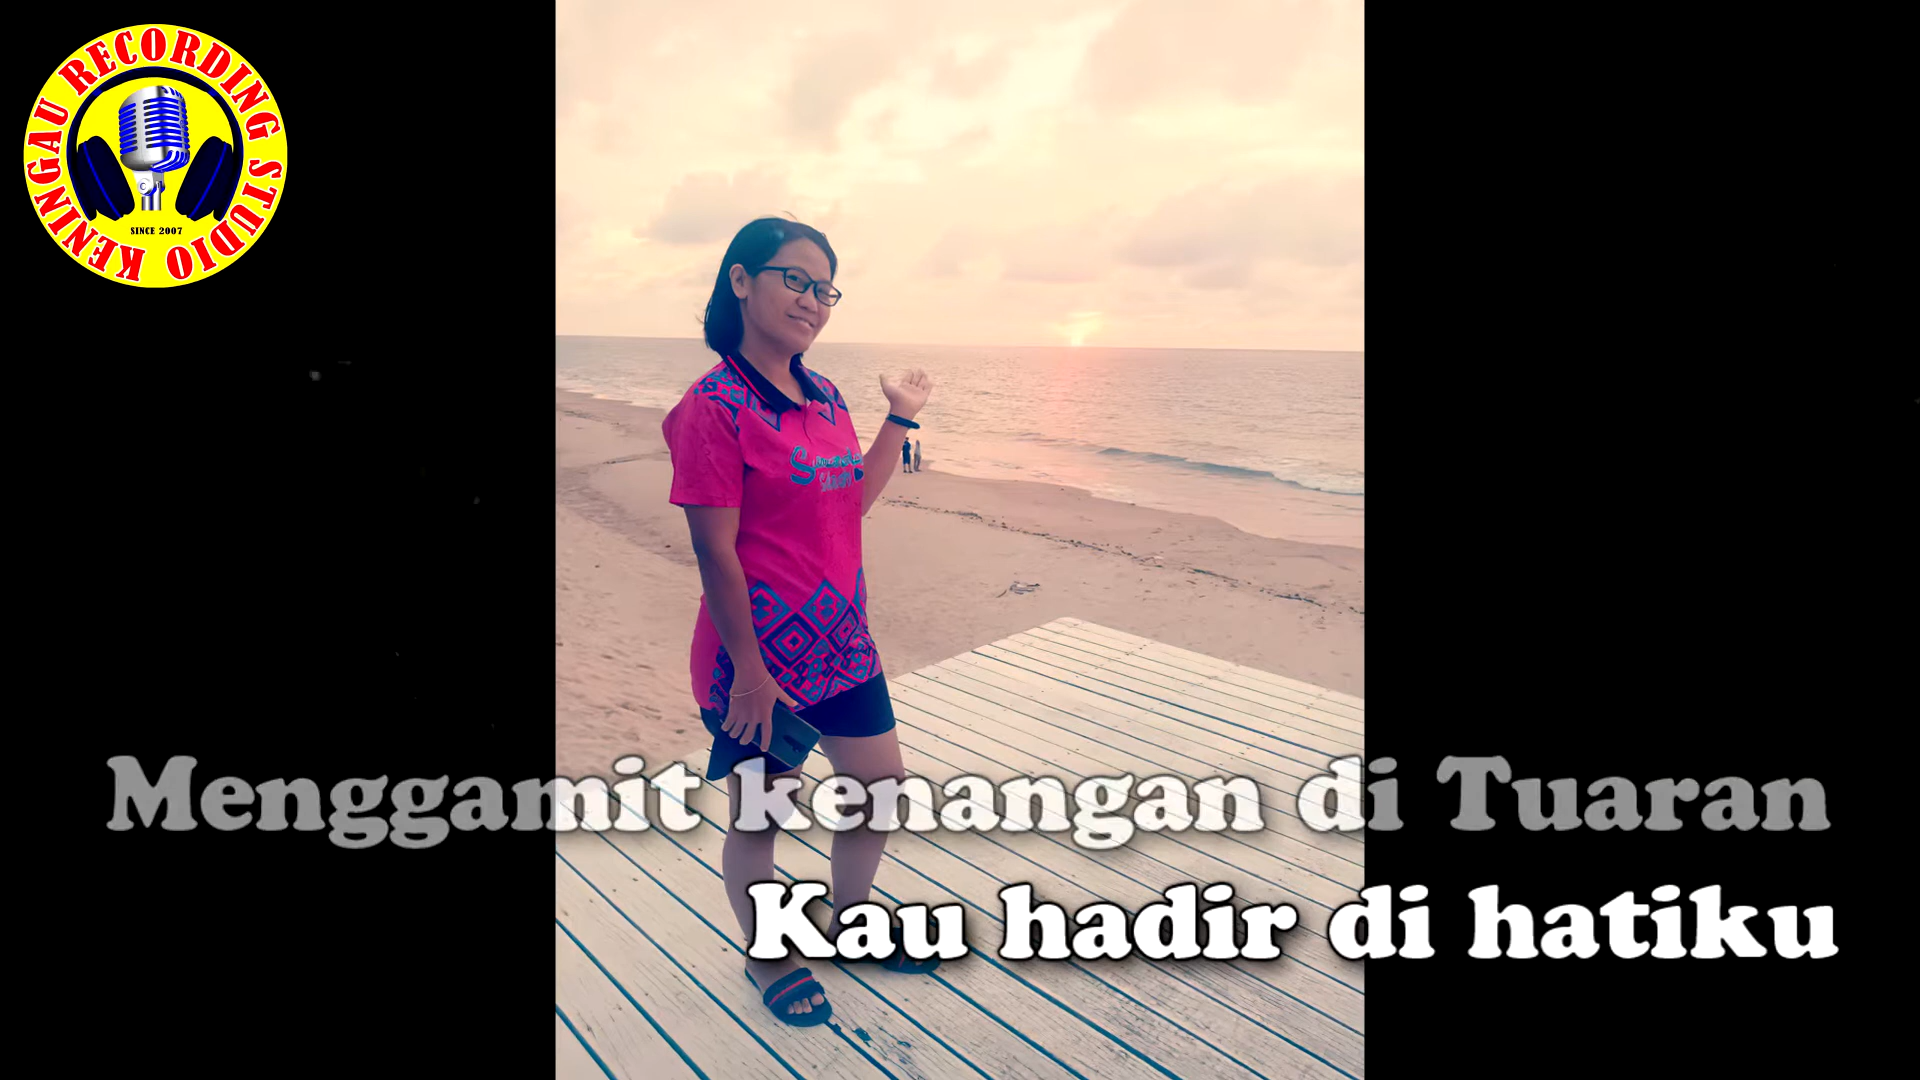 KENINGAU RECORDING STUDIO
SINCE 2007
Menggamit kenangan di Tuaran
Kau hadir di hatiku